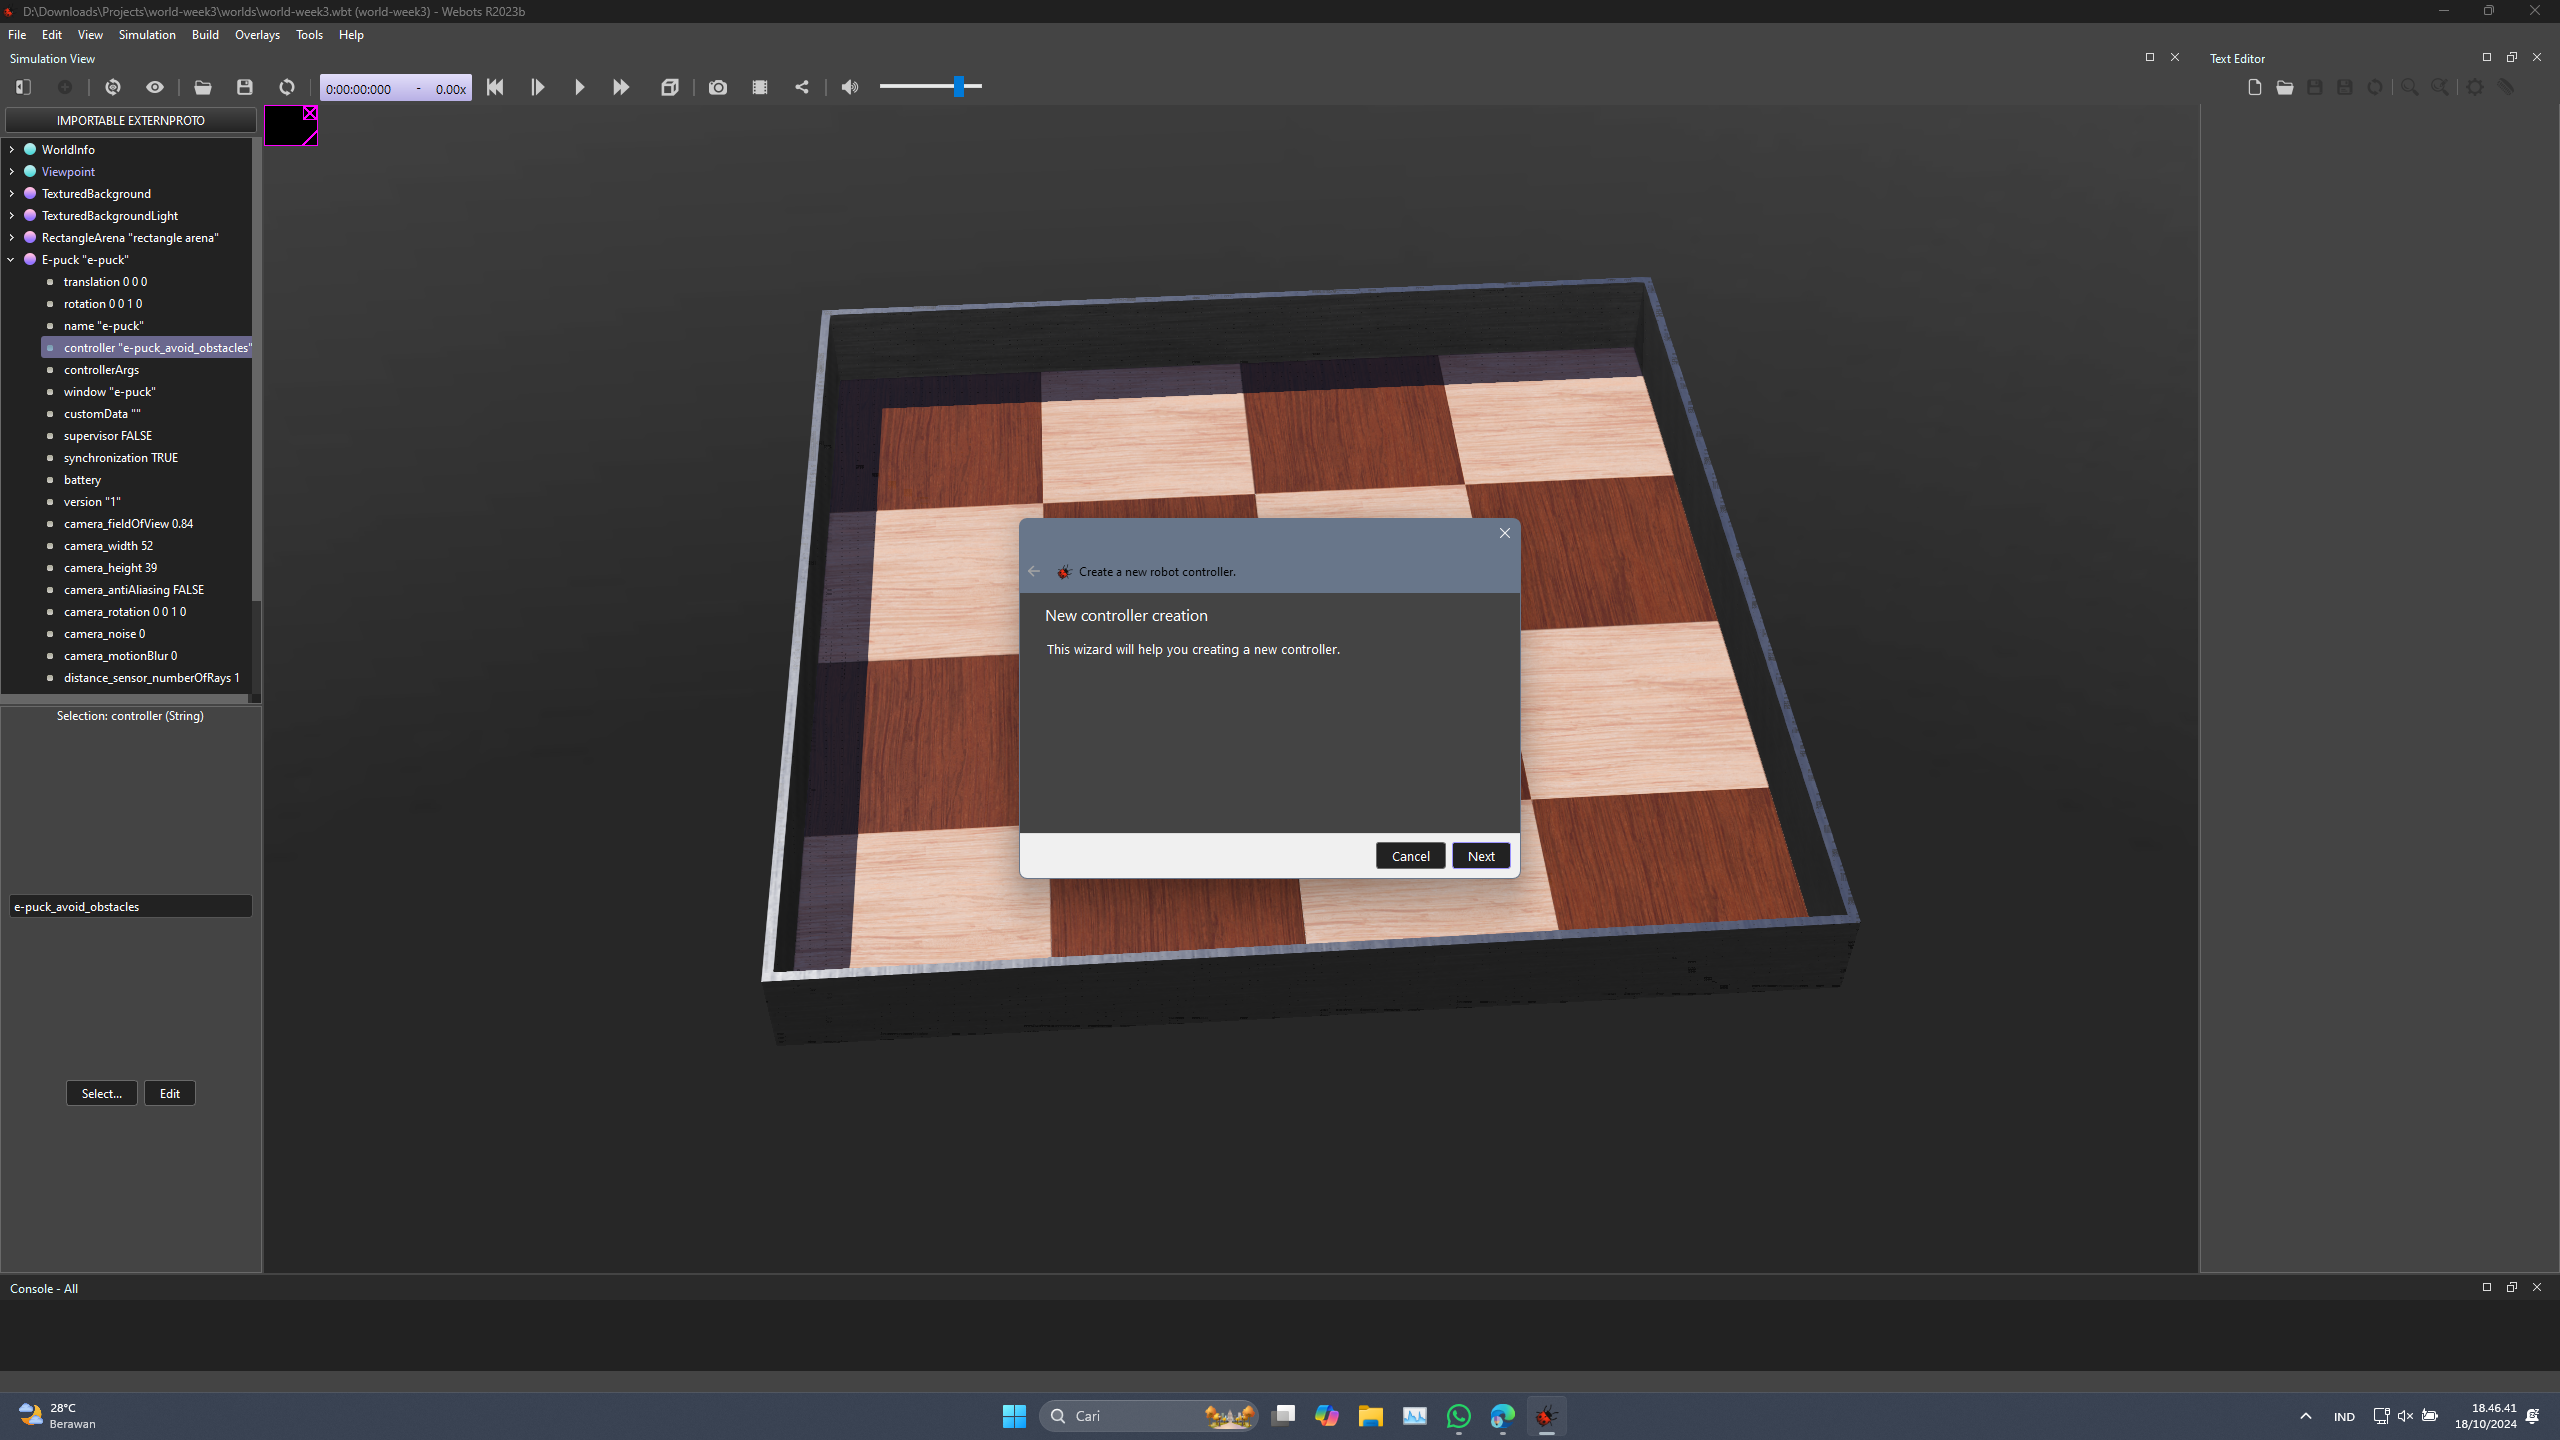 D:\Downloads\Projects\world-week3\worlds\world-week3.wbt (world-week3) - Webots R2023b
File Edit View Simulation Build Overlays Tools Help
Simulation View
Text Editor
0:00:00:000 - 0.00x
IMPORTABLE EXTERNPROTO
WorldInfo
Viewpoint
TexturedBackground
TexturedBackgroundLight
RectangleArena "rectangle arena"
E-puck "e-puck"
translation 0 0 0
rotation 0 0 1 0
name "e-puck"
controller "e-puck_avoid_obstacles"
controllerArgs
window "e-puck"
customData ""
supervisor FALSE
synchronization TRUE
battery
version "1"
camera_fieldOfView 0.84
camera_width 52
camera_height 39
camera_antiAliasing FALSE
camera_rotation 0 0 1 0
camera_noise 0
camera_motionBlur 0
distance_sensor_numberOfRays 1
Selection: controller (String)
e-puck_avoid_obstacles
Select... Edit
Create a new robot controller.
New controller creation
This wizard will help you creating a new controller.
Cancel Next
Console - All
28°C
Berawan
Cari
IND
18.46.41
18/10/2024